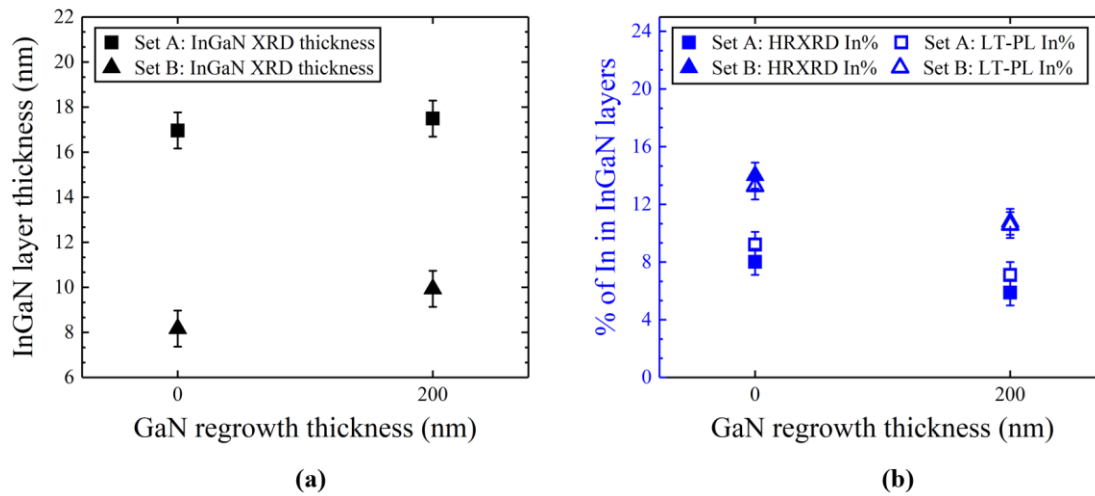 22
20
18
16
14
12
10
8
6
InGaN layer thickness (nm)
Set A: InGaN XRD thickness
Set B: InGaN XRD thickness
0 200
GaN regrowth thickness (nm)
(a)
24
20
16
12
8
4
0
% of In in InGaN layers
Set A: HRXRD In% Set A: LT-PL In%
Set B: HRXRD In% Set B: LT-PL In%
0 200
GaN regrowth thickness (nm)
(b)